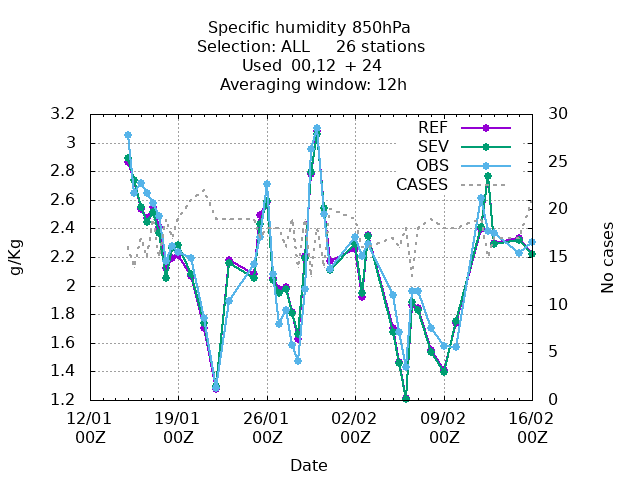 Specific humidity 850hPa
Selection: ALL 26 stations
Used 00,12 + 24
Averaging window: 12h
3.2
3
2.8
2.6
2.4
2.2
2
1.8
1.6
1.4
1.2
g/Kg
REF
SEV
OBS
CASES
30
25
20
15
10
5
0
No cases
12/01 19/01 26/01 02/02 09/02 16/02
00Z 00Z 00Z 00Z 00Z 00Z
Date